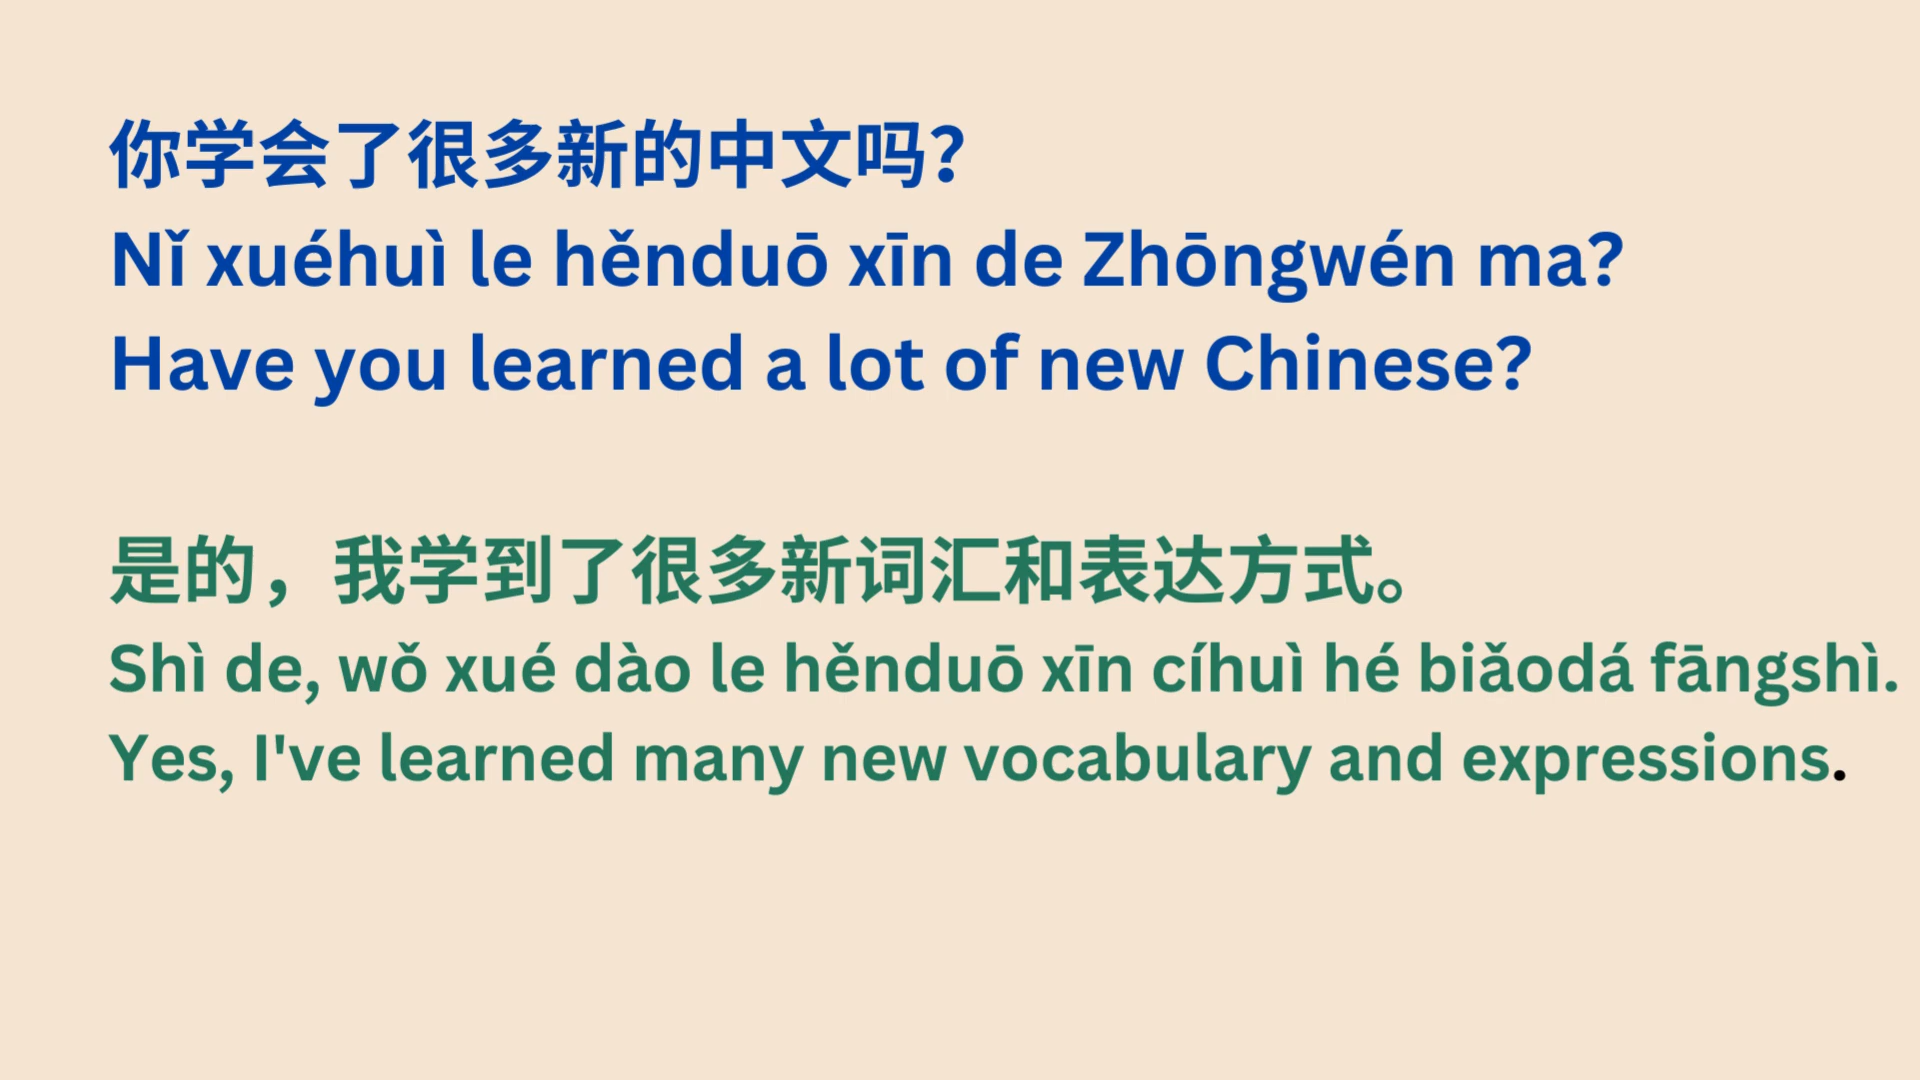 你学会了很多新的中文吗?
Nǐ xuéhuì le hěnduō xīn de Zhōngwén ma?
Have you learned a lot of new Chinese?
是的，我学到了很多新词汇和表达方式。
Shì de, wǒ xué dào le hěnduō xīn cíhuì hé biǎodá fāngshì.
Yes, I've learned many new vocabulary and expressions.